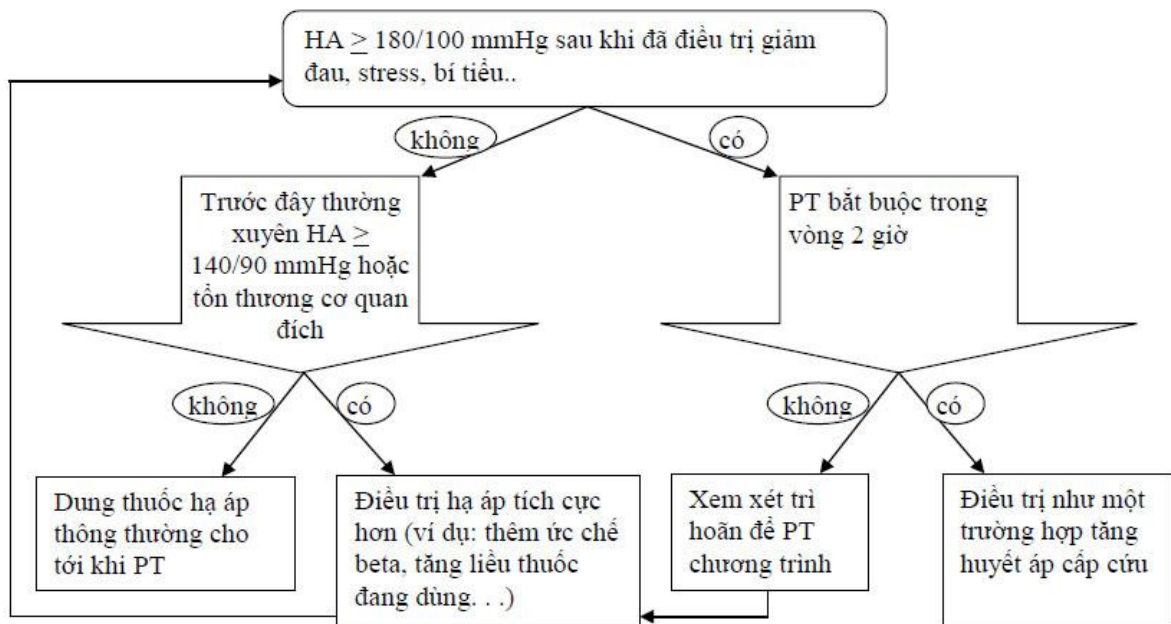 HA ≥ 180/100 mmHg sau khi đã điều trị giảm
đau, stress, bí tiểu..
không
có
Trước đây thường
xuyên HA ≥
140/90 mmHg hoặc
tổn thương cơ quan
đích
PT bắt buộc trong
vòng 2 giờ
không
có
không
có
Dung thuốc hạ áp
thông thường cho
tới khi PT
Điều trị hạ áp tích cực
hơn (ví dụ: thêm ức chế
beta, tăng liều thuốc
đang dùng. . .)
Xem xét trì
hoãn để PT
chương trình
Điều trị như một
trường hợp tăng
huyết áp cấp cứu